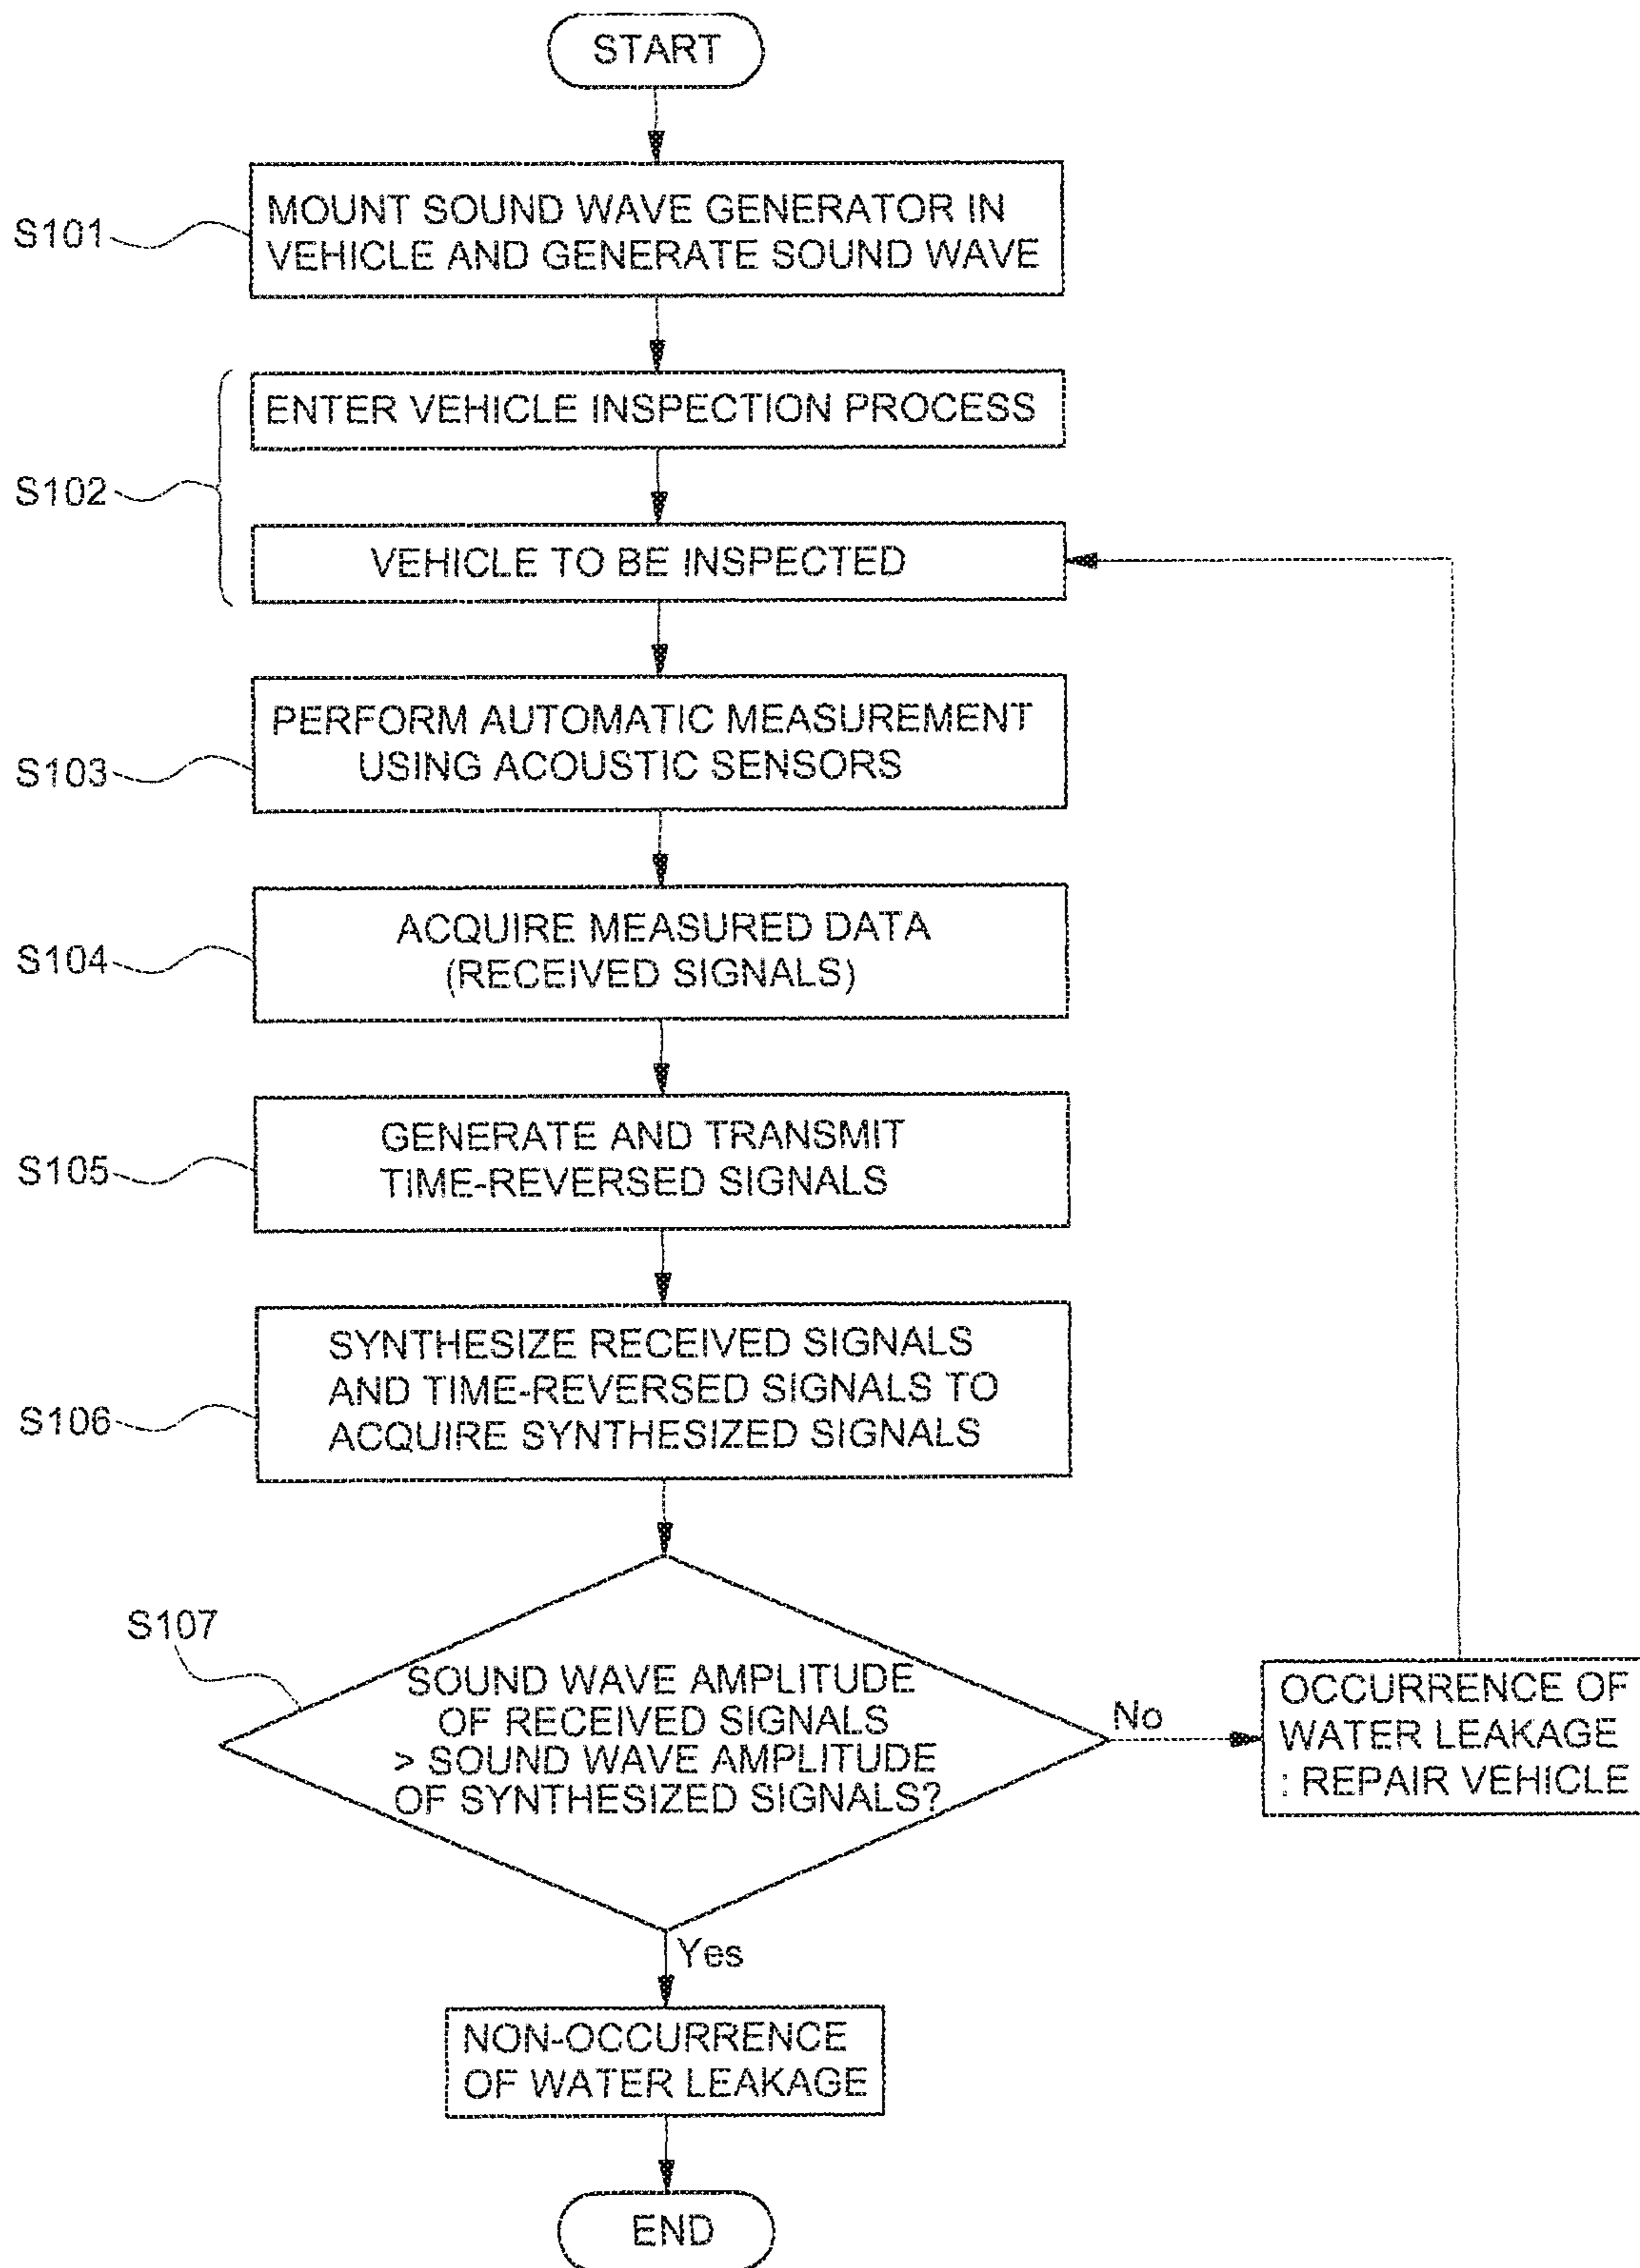 START
S101
MOUNT SOUND WAVE GENERATOR IN
VEHICLE AND GENERATE SOUND WAVE
ENTER VEHICLE INSPECTION PROCESS
S102
VEHICLE TO BE INSPECTED
S103
PERFORM AUTOMATIC MEASUREMENT
USING ACOUSTIC SENSORS
S104
ACQUIRE MEASURED DATA
(RECEIVED SIGNALS)
S105
GENERATE AND TRANSMIT
TIME-REVERSED SIGNALS
S106
SYNTHESIZE RECEIVED SIGNALS
AND TIME-REVERSED SIGNALS TO
ACQUIRE SYNTHESIZED SIGNALS
S107
SOUND WAVE AMPLITUDE
OF RECEIVED SIGNALS
> SOUND WAVE AMPLITUDE
OF SYNTHESIZED SIGNALS?
No
OCCURRENCE OF
WATER LEAKAGE
: REPAIR VEHICLE
Yes
NON-OCCURRENCE
OF WATER LEAKAGE
END